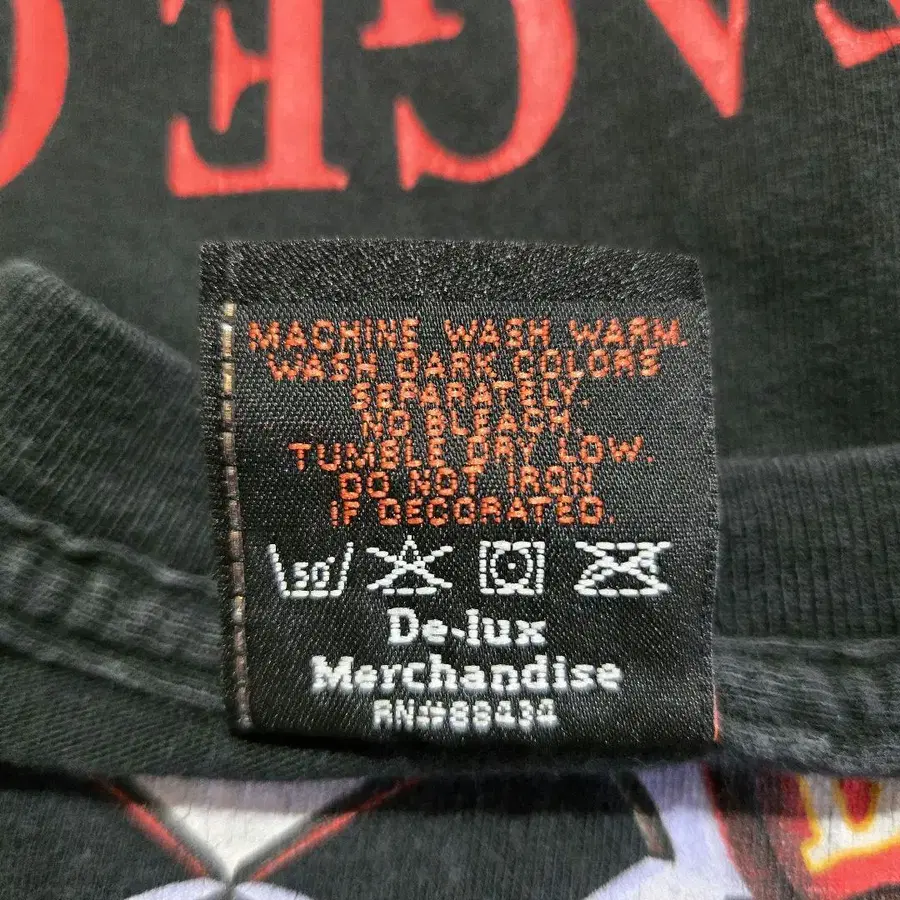 MACHINE WASH WARM.
WASH DARK COLORS
SEPARATELY.
NO BLEACH.
TUMBLE DRY LOW.
DO NOT IRON
IF DECORATED.
50
De-lux
Merchandise
RN#88434